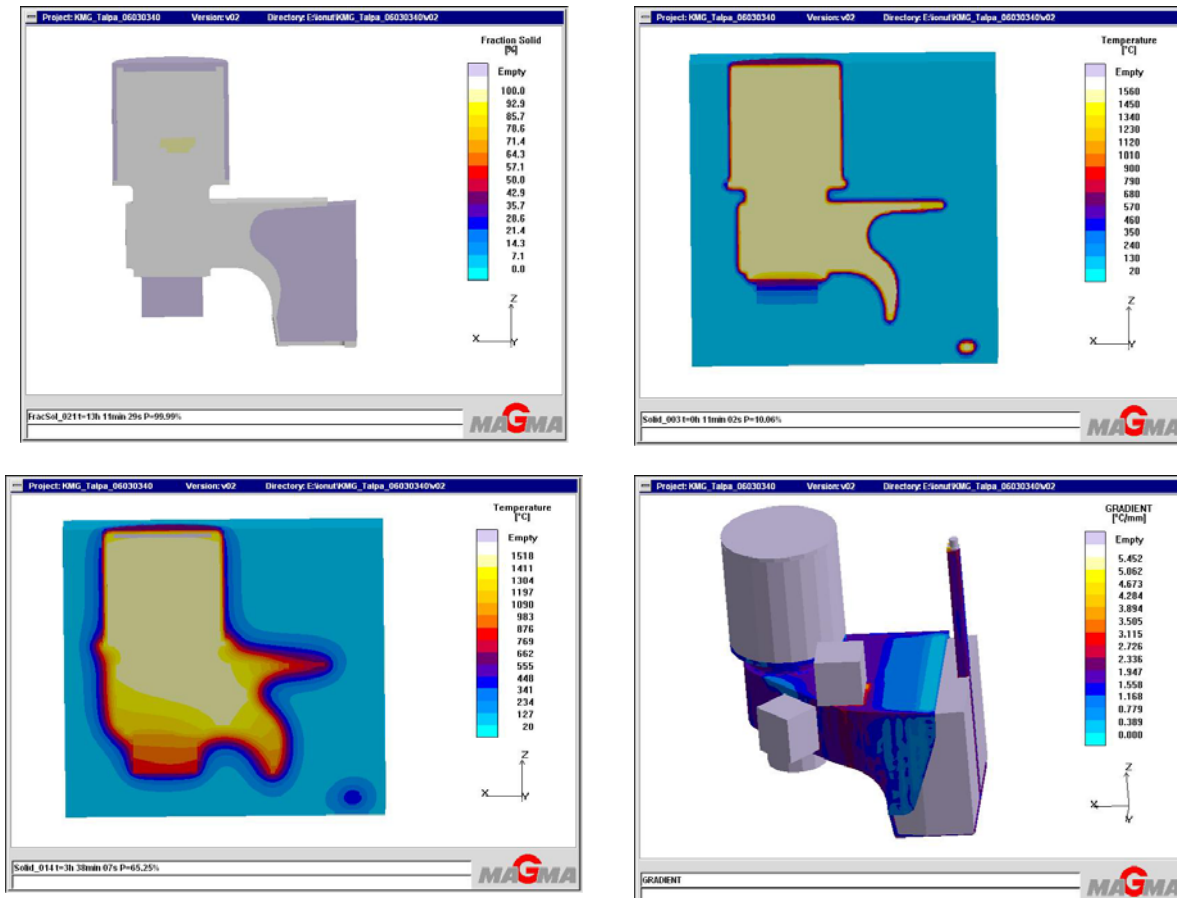 Project: KMG_Talpa_06030340 Version: v02 Directory: E:\ionut\KMG_Talpa_06030340\v02
Fraction Solid
[%]
Empty
100.0
92.9
85.7
78.6
71.4
64.3
57.1
50.0
42.9
35.7
28.6
21.4
14.3
7.1
0.0
Z
X
Y
FracSol_021 t=13h 11min 29s P=99.99%
MAGMA
Project: KMG_Talpa_06030340 Version: v02 Directory: E:\ionut\KMG_Talpa_06030340\v02
Temperature
[°C]
Empty
1560
1450
1340
1230
1120
1010
900
790
680
570
460
350
240
130
20
Z
X
Y
Solid_003 t=0h 11min 02s P=10.06%
MAGMA
Project: KMG_Talpa_06030340 Version: v02 Directory: E:\ionut\KMG_Talpa_06030340\v02
Temperature
[°C]
Empty
1518
1411
1304
1197
1090
983
876
769
662
555
448
341
234
127
20
Z
X
Y
Solid_014 t=3h 38min 07s P=65.25%
MAGMA
Project: KMG_Talpa_06030340 Version: v02 Directory: E:\ionut\KMG_Talpa_06030340\v02
GRADIENT
[°C/mm]
Empty
5.452
5.062
4.673
4.284
3.894
3.505
3.115
2.726
2.336
1.947
1.558
1.168
0.779
0.389
0.000
Z
X
Y
GRADIENT
MAGMA